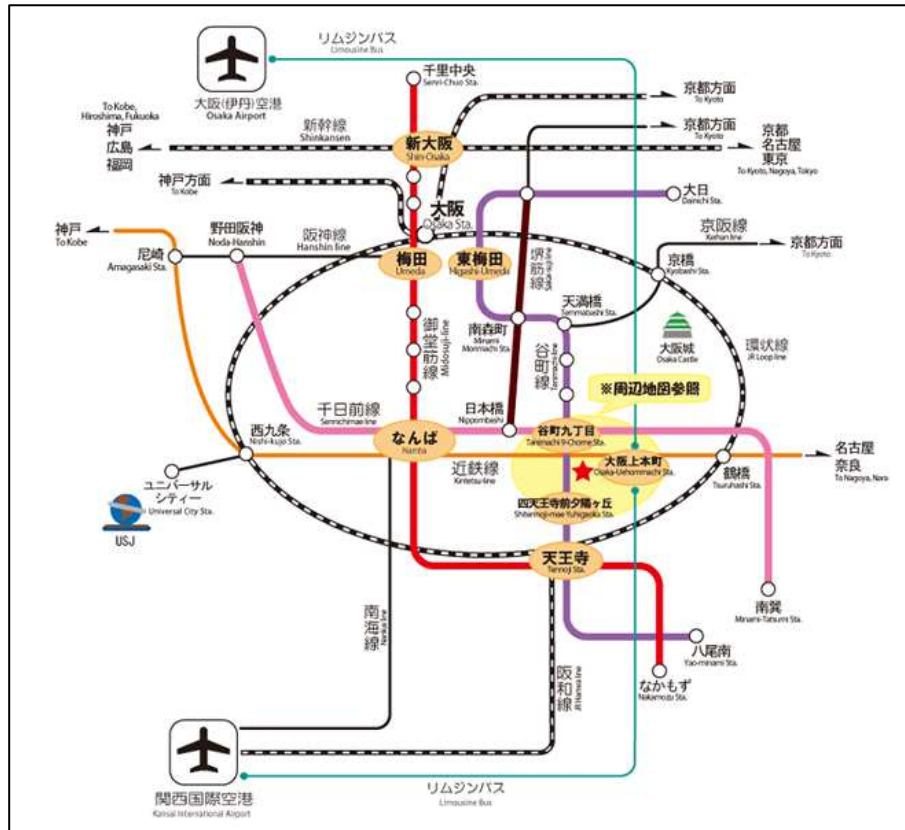 リムジンバス
Limousine Bus
大阪(伊丹)空港
Osaka Airport
千里中央
Senri-Chuo Sta.
京都方面
To Kyoto
To Kobe,
Hiroshima, Fukuoka
神戸
広島
福岡
新幹線
Shinkansen
新大阪
Shin-Osaka
京都方面
To Kyoto
京都
名古屋
東京
To Kyoto, Nagoya, Tokyo
神戸方面
To Kobe
大日
Dainichi Sta.
大阪
Osaka Sta.
神戸
To Kobe
野田阪神
Noda-Hanshin
阪神線
Hanshin line
京阪線
Keihan line
京都方面
To Kyoto
尼崎
Amagasaki Sta.
梅田
Umeda
東梅田
Higashi-Umeda
堺筋線
Sakaisuji-line
京橋
Kyobashi Sta.
天満橋
Temmabashi Sta.
御堂筋線
Midosuji-line
南森町
Minami
Morimachi Sta.
谷町線
Tanimachi-line
大阪城
Osaka Castle
環状線
JR Loop line
※周辺地図参照
千日前線
Sennichimae line
日本橋
Nippombashi
谷町九丁目
Tanimachi 9-Chome Sta.
西九条
Nishi-kujo Sta.
なんば
Namba
近鉄線
Kintetsu-line
大阪上本町
Osaka-Uehommachi Sta.
鶴橋
Tsuruhashi Sta.
名古屋
奈良
To Nagoya, Nara
ユニバーサル
シティー
Universal City Sta.
USJ
四天王寺前夕陽ヶ丘
Shitennoji-mae Yuhigaoka Sta.
天王寺
Tennoji Sta.
南巽
Minami-Tatsumi Sta.
南海線
Nankai line
八尾南
Yao-minami Sta.
阪和線
JR Hanwa line
なかもず
Nakamozu Sta.
関西国際空港
Kansai International Airport
リムジンバス
Limousine Bus